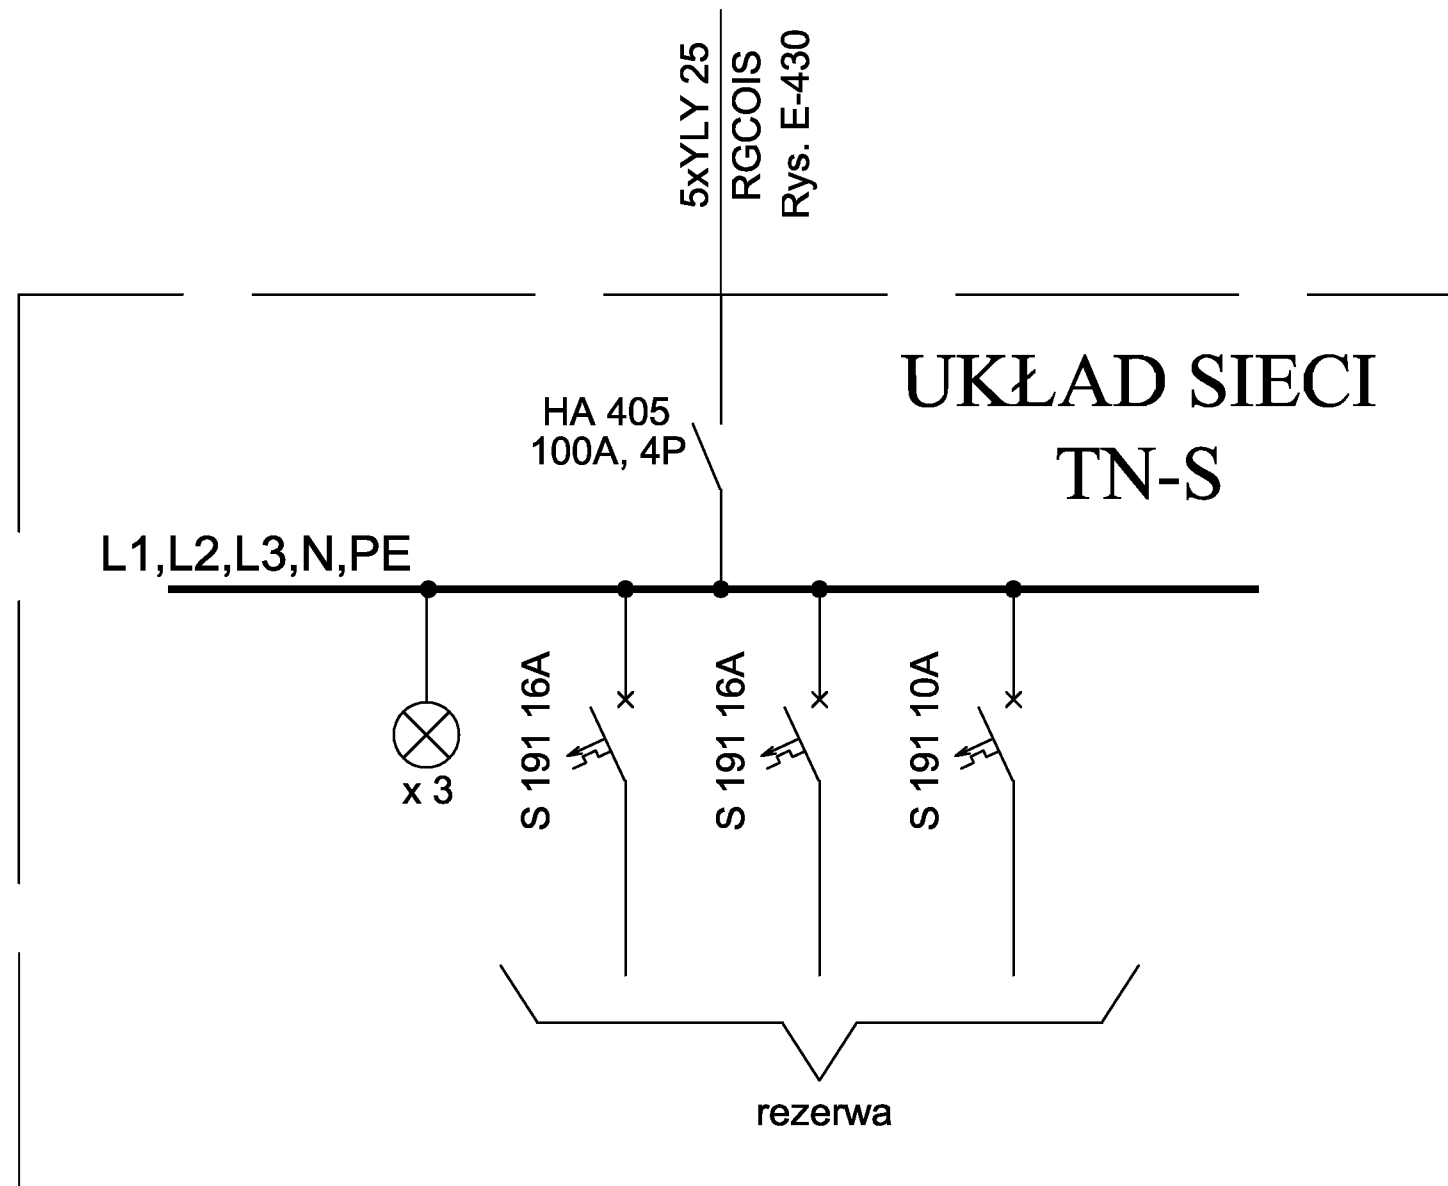 5xYLY 25
RGCOIS
Rys. E-430
UKŁAD SIECI
TN-S
HA 405
100A, 4P
L1,L2,L3,N,PE
S 191 16A
S 191 16A
S 191 10A
x 3
rezerwa